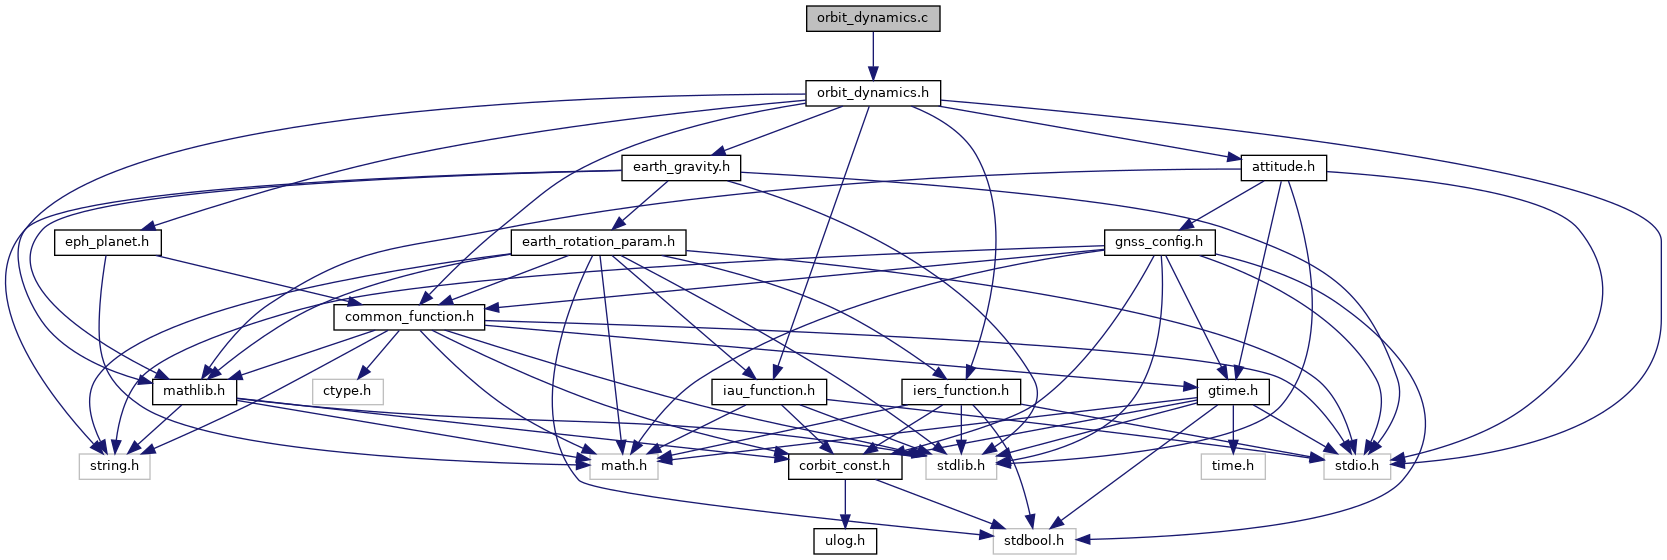 orbit_dynamics.c
orbit_dynamics.h
earth_gravity.h
attitude.h
eph_planet.h
earth_rotation_param.h
gnss_config.h
common_function.h
mathlib.h
ctype.h
iau_function.h
iers_function.h
gtime.h
string.h
math.h
corbit_const.h
stdlib.h
time.h
stdio.h
ulog.h
stdbool.h